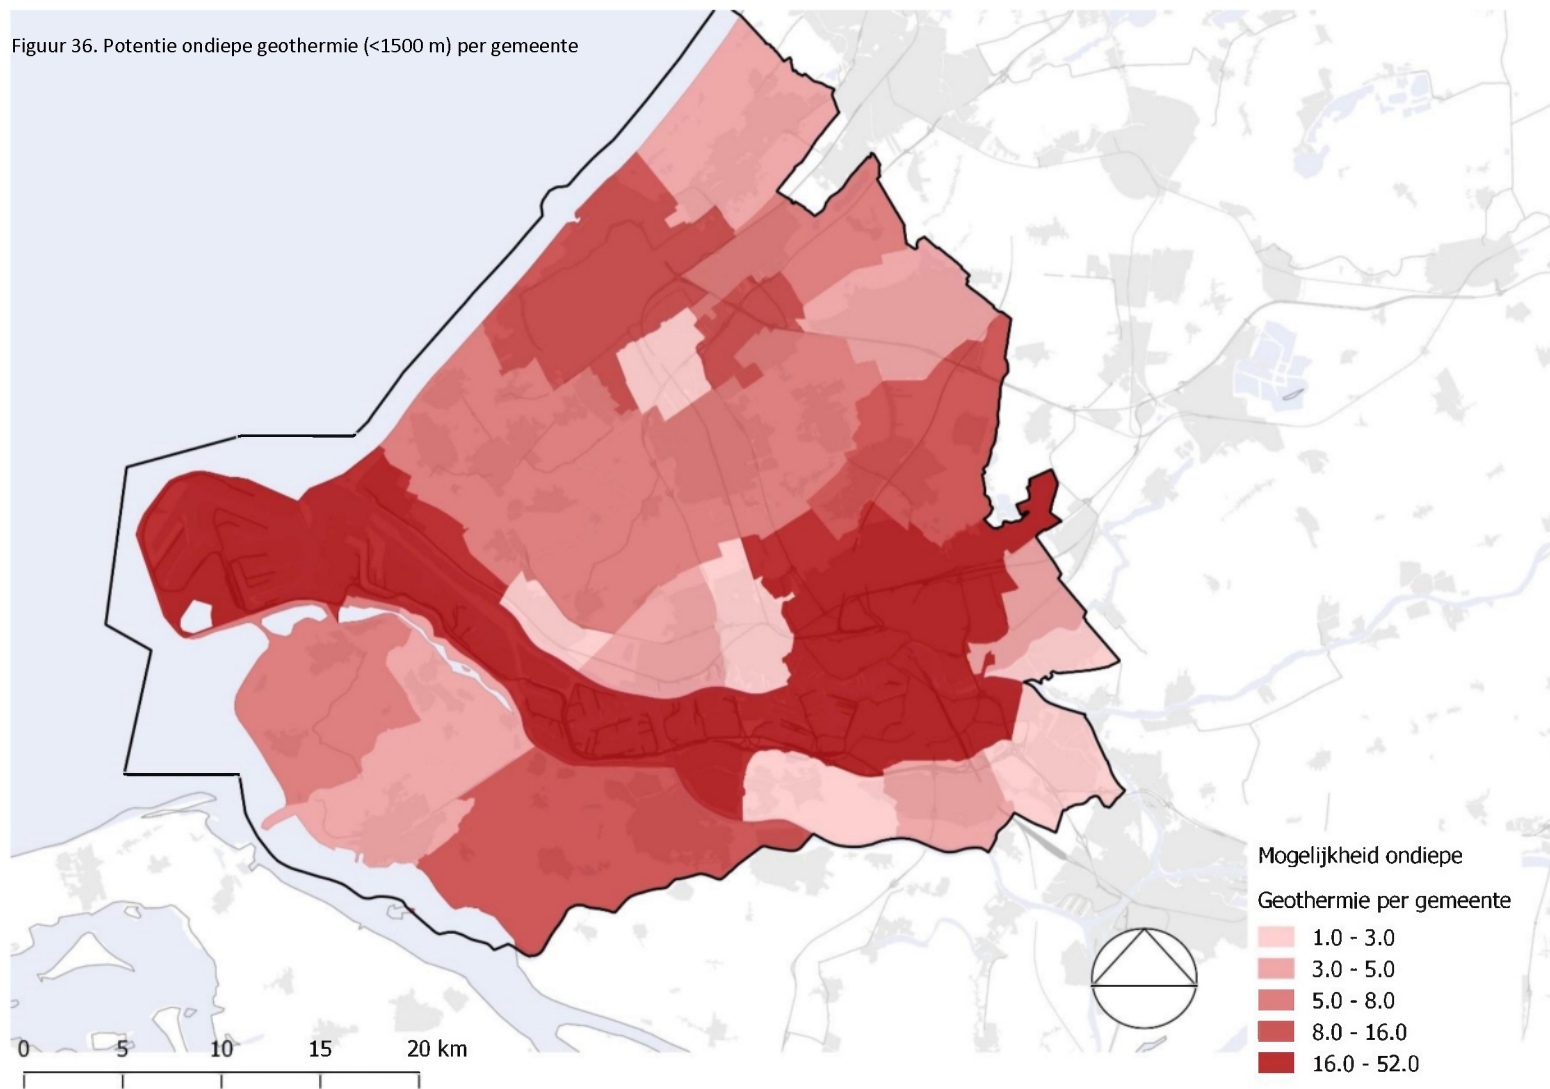 Figuur 36. Potentie ondiepe geothermie (<1500 m) per gemeente
Mogelijkheid ondiepe
Geothermie per gemeente
1.0 - 3.0
3.0 - 5.0
5.0 - 8.0
8.0 - 16.0
16.0 - 52.0
0 5 10 15 20 km